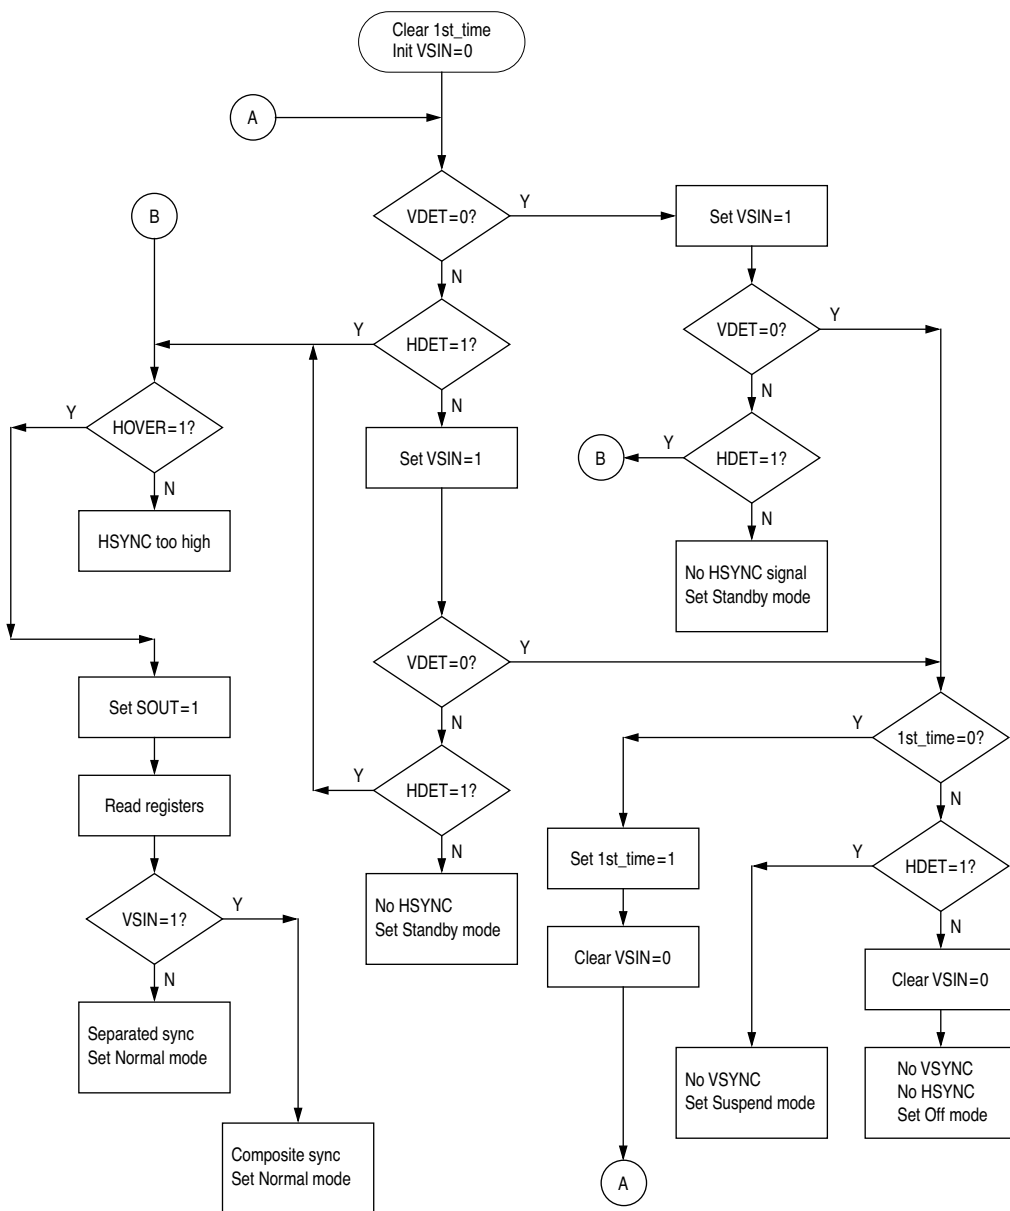 Clear 1st_time
Init VSIN=0
A
B
VDET=0?
Y
Set VSIN=1
N
VDET=0?
Y
Y
HDET=1?
N
N
Y
HOVER=1?
Set VSIN=1
B
Y
HDET=1?
N
N
HSYNC too high
No HSYNC signal
Set Standby mode
VDET=0?
Y
Set SOUT=1
N
Y
1st_time=0?
Y
HDET=1?
N
Read registers
N
Set 1st_time=1
Y
HDET=1?
VSIN=1?
Y
No HSYNC
Set Standby mode
N
Clear VSIN=0
N
Clear VSIN=0
Separated sync
Set Normal mode
No VSYNC
Set Suspend mode
No VSYNC
No HSYNC
Set Off mode
Composite sync
Set Normal mode
A